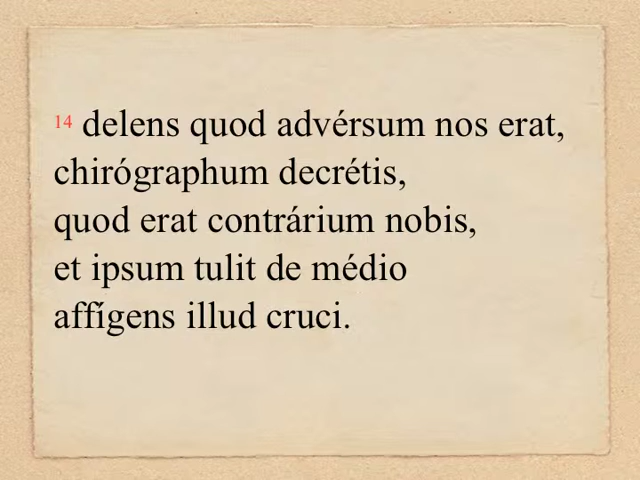 14 delens quod advérsum nos erat,
chirógraphum decrétis,
quod erat contrárium nobis,
et ipsum tulit de médio
affígens illud cruci.